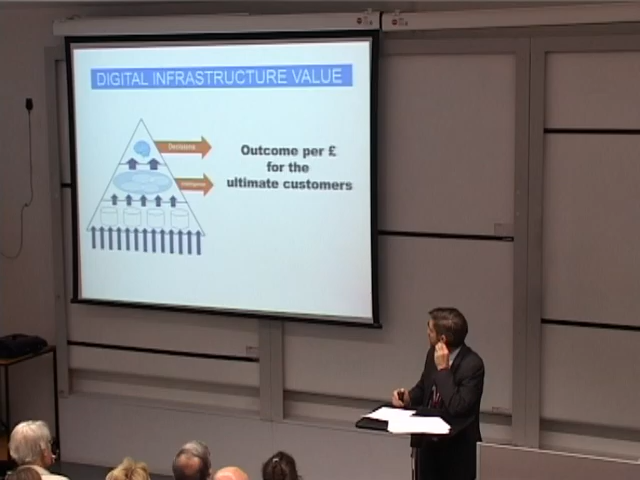 DIGITAL INFRASTRUCTURE VALUE
Decisions
Outcome per £
for the
ultimate customers